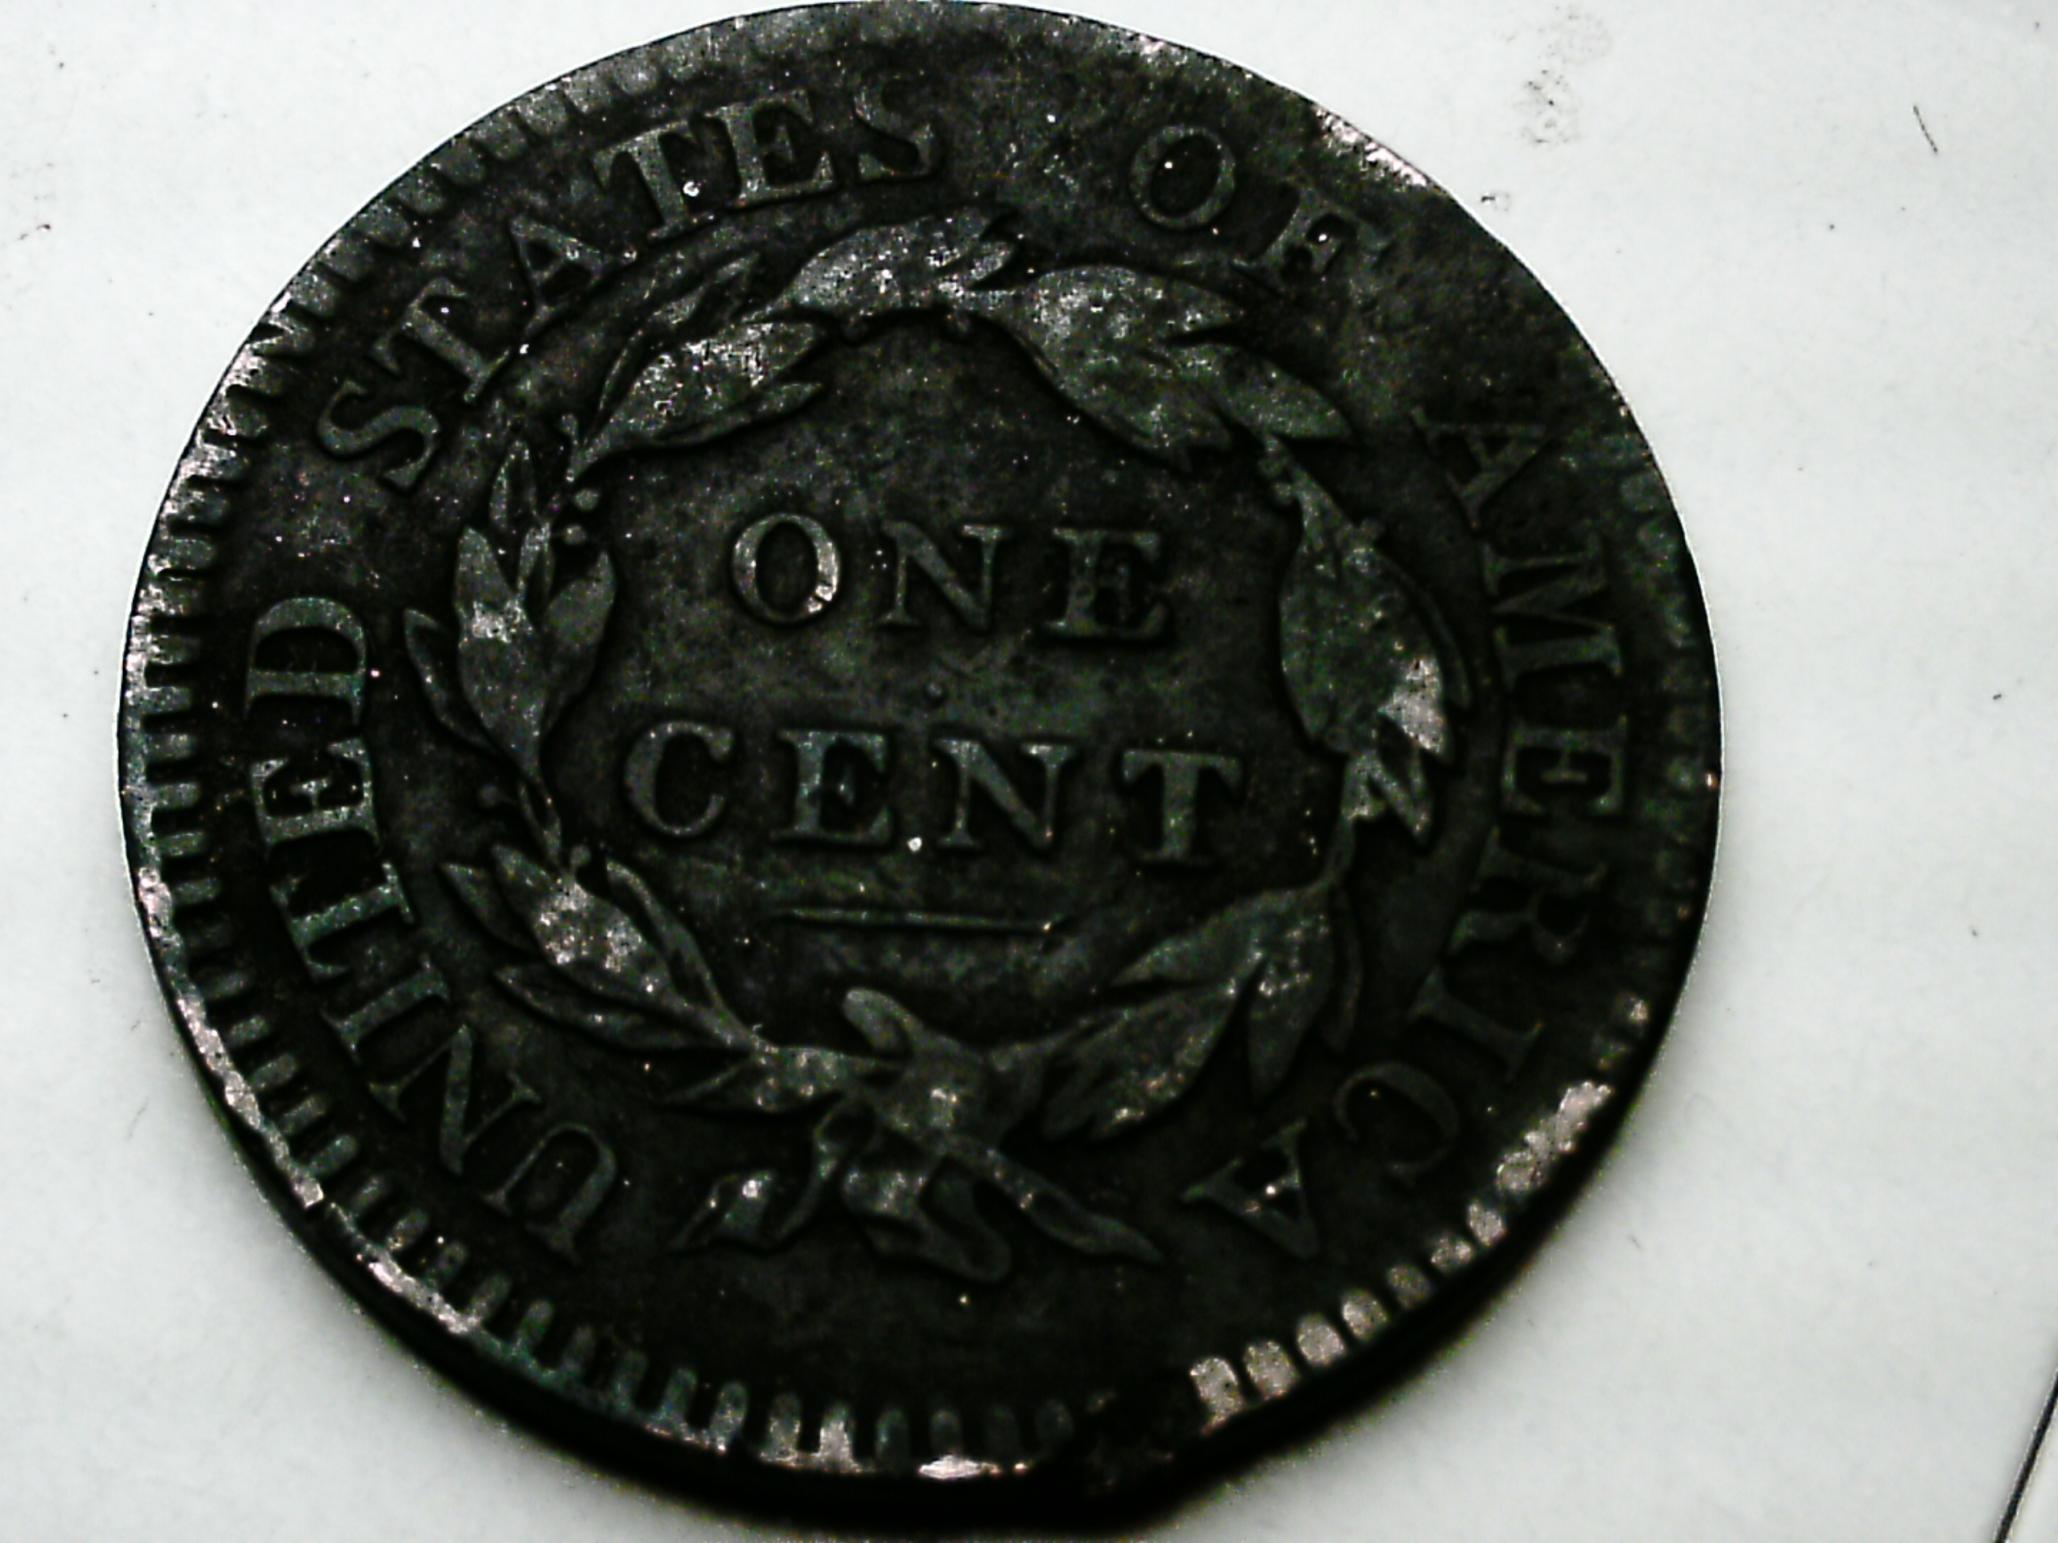 UNITED STATES OF AMERICA
ONE
CENT